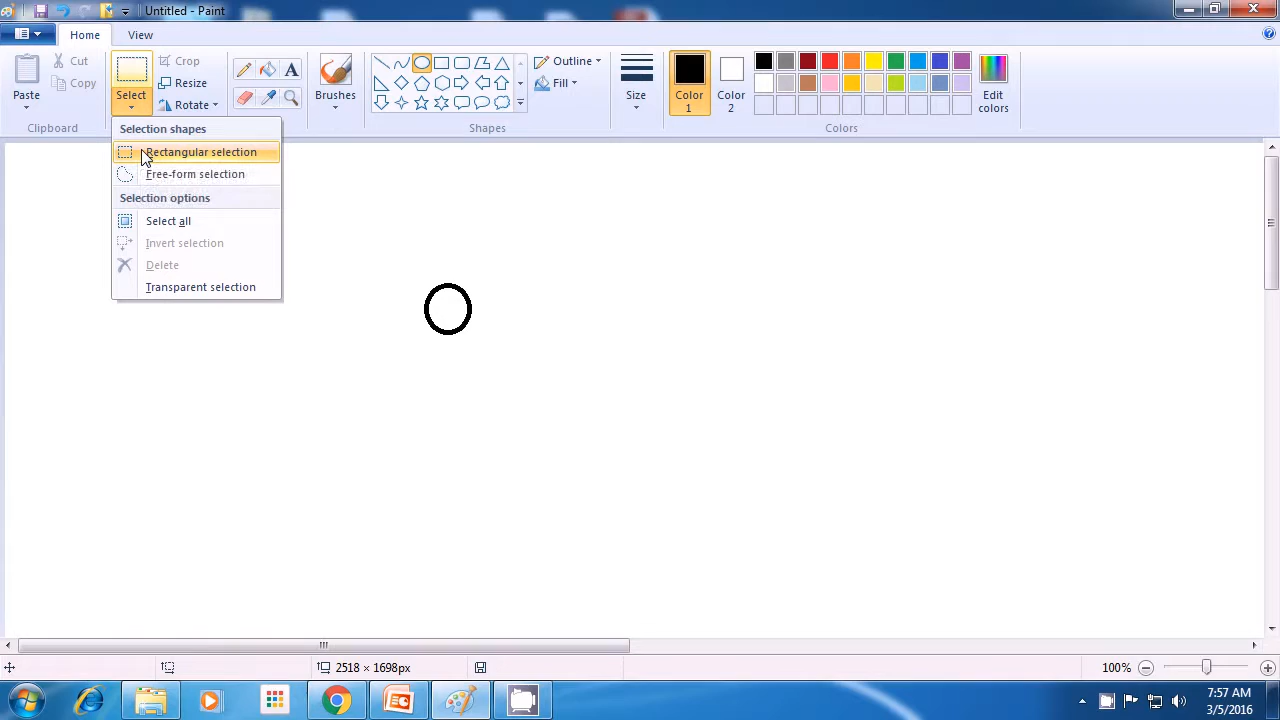 Untitled - Paint
Home
View
Paste
Cut
Copy
Clipboard
Select
Crop
Resize
Rotate
A
Brushes
Shapes
Outline
Fill
Size
Color 1
Color 2
Edit colors
Colors
Selection shapes
Rectangular selection
Free-form selection
Selection options
Select all
Invert selection
Delete
Transparent selection
2518 × 1698px
100%
7:57 AM
3/5/2016